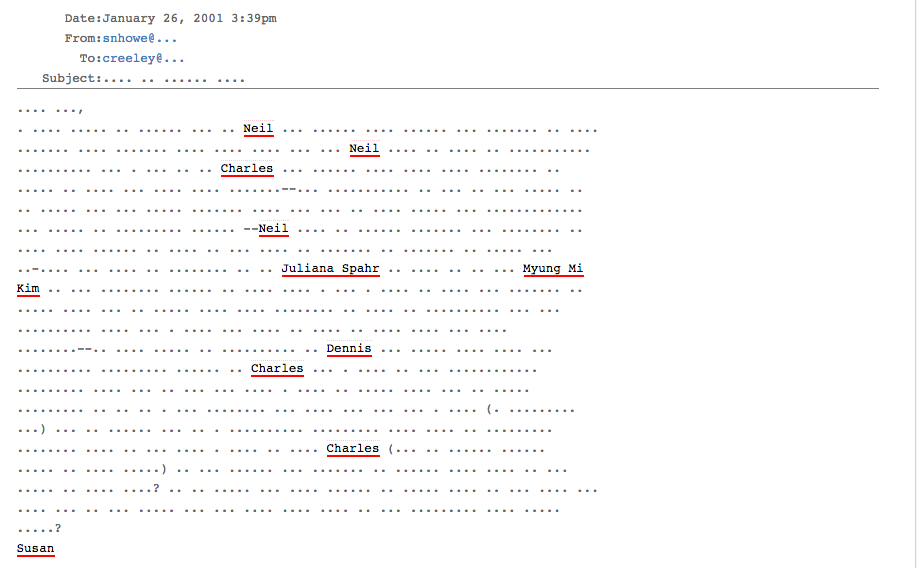 Date:January 26, 2001 3:39pm
From:snhowe@...
To:creeley@...
Subject:.... .. ...... ....
.... ...,
. .... ..... .. ...... ... .. Neil ... ...... .... ...... ... ....... .. ....
....... .... ....... .... .... .... ... ... Neil .... .. .... .. ...........
.......... ... . ... .. .. Charles ... ...... .... .... .... ........ ..
..... .. .... ... .... .... ........--... ........... .. ... .. ... ..... ..
.. ..... ... ... ..... ....... .... ... ... .. .... ..... ... .............
... ..... .. ......... ...... --Neil .... .. ...... ....... ... ........ ..
.... .... ...... .. .... .. ... .... .. ....... .. ....... .. ..... ...
..-.... ... .... .. ........ .. .. Juliana Spahr .. .... .. .. ... Myung Mi
Kim .. ... ....... ...... .. .... .... . ... . .... .. .... ... ....... ..
..... .... ... .. ..... .... .... ........ .. .... .. .......... ... ...
.......... .... ... . .... ... .... .. .... .... ... ....
........--.. .... ..... .. .......... .. Dennis ... ..... .... .... ...
.......... ......... ...... .. Charles ... . .... .. ... ............
......... .... ... .. ... ... .... . .... .. .... ... .... .. .....
......... .. .. .. . ... ........ ... .... ... ... ... . .... (. .........
...) ... .. ...... ... .. . .......... ......... .... .... .. .........
........ .... .. ... .... . .... .. .... Charles (... .. ...... ......
..... .. .... .....) .. ... ...... ... ....... .. ...... .... .... .. ...
..... .. .... ....? .. .. ..... ... .... ...... .. ..... .... .. ... .... ...
.... ... .. ... ..... ... .... .... .... .. ... ......... .... .....
.....?
Susan